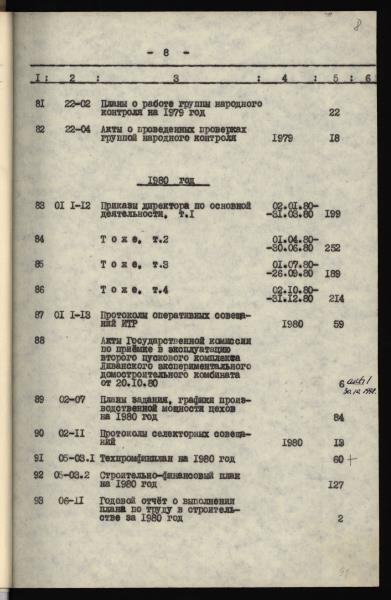 8
- 8 -
I : 2 : 3 : 4 : 5 : 6
81 22-02 Планы о работе группы народного
контроля на 1979 год 22
82 22-04 Акты о проведенных проверках
группой народного контроля 1979 18
1980 год
83 01 I-12 Приказы директора по основной 02.01.80-
деятельности, т.I -31.03.80 199
84 Т о ж е, т.2 01.04.80-
-30.06.80 252
85 Т о ж е, т.3 01.07.80-
-26.09.80 189
86 Т о ж е, т.4 02.10.80-
-31.12.80 214
87 01 I-13 Протоколы оперативных совеща-
ний ИТР 1980 59
88 Акты Государственной комиссии
по приёмке в эксплуатацию
второго пускового комплекта
Ливанского экспериментального
домостроительного комбината
от 20.10.80 6
89 02-07 Планы задания, графики произ-
водственной мощности цехов
на 1980 год 84
90 02-II Протоколы селекторных совеща-
ний 1980 13
91 05-03.I Техпромфинплан на 1980 год 60 +
92 05-03.2 Строительно-финансовый план
на 1980 год 127
93 06-II Годовой отчёт о выполнении
плана по труду в строитель-
стве за 1980 год 2